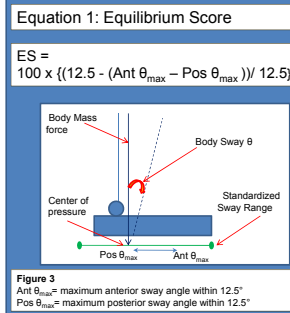 Equation 1: Equilibrium Score
ES =
100 x {(12.5 - (Ant θmax – Pos θmax ))/ 12.5}
Body Mass
force
Body Sway θ
Center of
pressure
Standardized
Sway Range
Pos θmax
Ant θmax
Figure 3
Ant θmax= maximum anterior sway angle within 12.5°
Pos θmax= maximum posterior sway angle within 12.5°